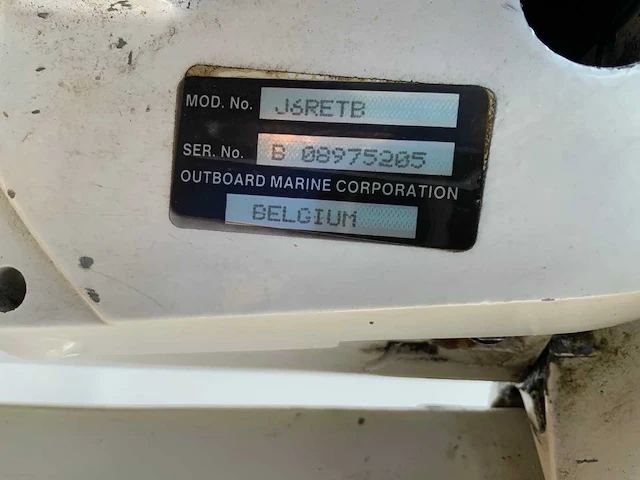 MOD. No. J6RETB
SER. No. B 08975205
OUTBOARD MARINE CORPORATION
BELGIUM